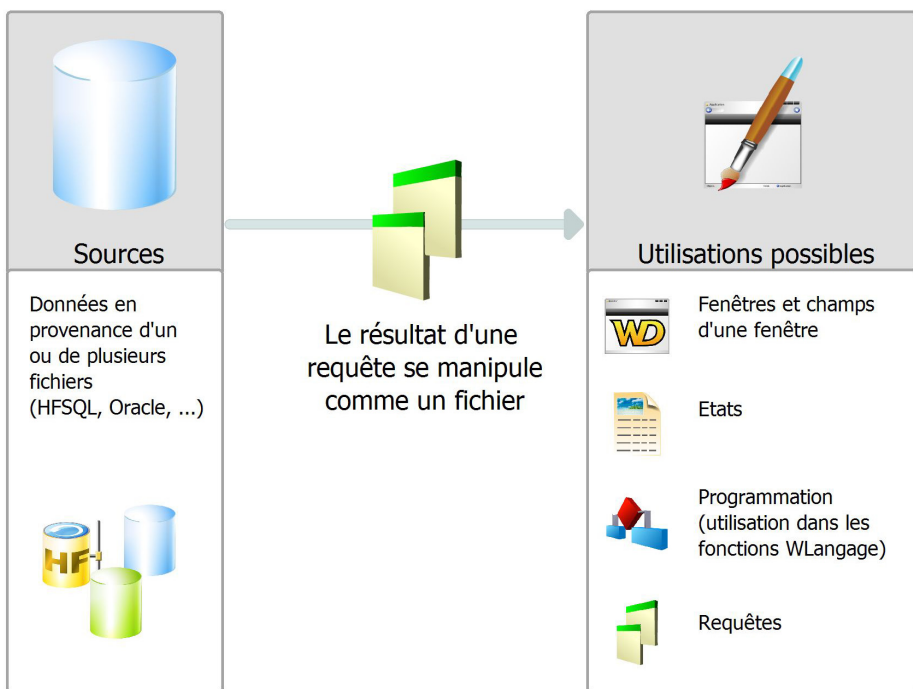 Sources
Données en
provenance d'un
ou de plusieurs
fichiers
(HFSQL, Oracle, ...)
HF
Le résultat d'une
requête se manipule
comme un fichier
Utilisations possibles
WD
Fenêtres et champs
d'une fenêtre
Etats
Programmation
(utilisation dans les
fonctions WLangage)
Requêtes